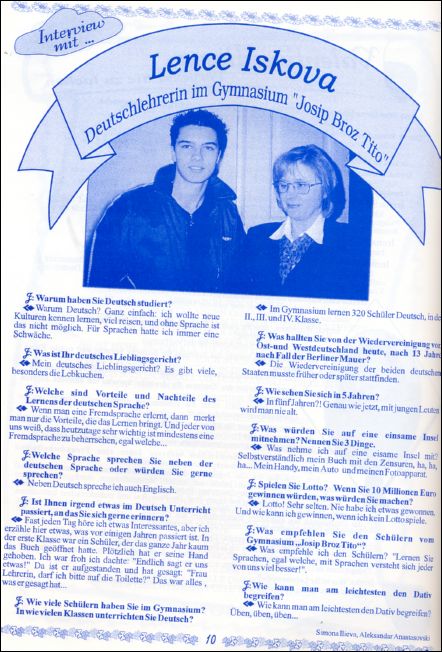 Interview
mit ...
Lence Iskova
Deutschlehrerin im Gymnasium "Josip Broz Tito"
Warum haben Sie Deutsch studiert?
Warum Deutsch? Ganz einfach: ich wollte neue
Kulturen kennen lernen, viel reisen, und ohne Sprache ist
das nicht möglich. Für Sprachen hatte ich immer eine
Schwäche.
Was ist Ihr deutsches Lieblingsgericht?
Mein deutsches Lieblingsgericht? Es gibt viele,
besonders die Lebkuchen.
Welche sind Vorteile und Nachteile des
Lernens der deutschen Sprache?
Wenn man eine Fremdsprache erlernt, dann merkt
man nur die Vorteile, die das Lernen bringt. Und jeder von
uns weiß, dass heutzutage sehr wichtig ist mindestens eine
Fremdsprache zu beherrschen, egal welche...
Welche Sprache sprechen Sie neben der
deutschen Sprache oder würden Sie gerne
sprechen?
Neben Deutsch spreche ich auch Englisch.
Ist Ihnen irgend etwas im Deutsch Unterricht
passiert, an das Sie sich gerne erinnern?
Fast jeden Tag höre ich etwas Interessantes, aber ich
erzähle hier etwas, was vor einigen Jahren passiert ist. In
der erste Klasse war ein Schüler, der das ganze Jahr kaum
das Buch geöffnet hatte. Plötzlich hat er seine Hand
gehoben. Ich war froh ich dachte: "Endlich sagt er uns
etwas!" Da ist er aufgestanden und hat gesagt: "Frau
Lehrerin, darf ich bitte auf die Toilette?" Das war alles ,
was er gesagt hat...
Wie viele Schülern haben Sie im Gymnasium?
In wie vielen Klassen unterrichten Sie Deutsch?
Im Gymnasium lernen 320 Schüler Deutsch, in de
II., III. und IV. Klasse.
Was hallten Sie von der Wiedervereinigung vor
Ost-und Westdeutschland heute, nach 13 Jahren
nach Fall der Berliner Mauer?
Die Wiedervereinigung der beiden deutschen
Staaten musste früher oder später stattfinden.
Wie sehen Sie sich in 5 Jahren?
In fünf Jahren?! Genau wie jetzt, mit jungen Leuten
wird man nie alt.
Was würden Sie auf eine einsame Insel
mitnehmen? Nennen Sie 3 Dinge.
Was nehme ich auf eine einsame Insel mit?
Selbstverständlich mein Buch mit den Zensuren, ha, ha,
ha... Mein Handy, mein Auto und meinen Fotoapparat.
Spielen Sie Lotto? Wenn Sie 10 Millionen Euro
gewinnen würden, was würden Sie machen?
Lotto! Sehr selten. Nie habe ich etwas gewonnen.
Und wie kann ich gewinnen, wenn ich kein Lotto spiele.
Was empfehlen Sie den Schülern vom
Gymnasium „Josip Broz Tito“?
Was empfehle ich den Schülern? "Lernen Sie
Sprachen, egal welche, mit Sprachen versteht sich jeder
von uns viel besser!".
Wie kann man am leichtesten den Dativ
begreifen?
Wie kann man am leichtesten den Dativ begreifen?
Üben, üben, üben...
Simona Ilieva, Aleksandar Anastasovski
10